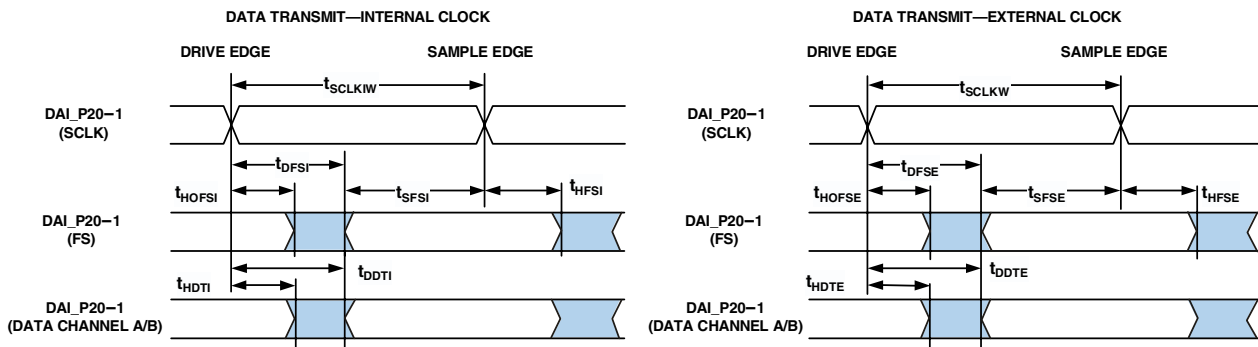 DATA TRANSMIT—INTERNAL CLOCK
DRIVE EDGE
SAMPLE EDGE
tSCLKIW
DAI_P20–1
(SCLK)
tDFSI
tHOFSI
tSFSI
tHFSI
DAI_P20–1
(FS)
tDDTI
tHDTI
DAI_P20–1
(DATA CHANNEL A/B)
DATA TRANSMIT—EXTERNAL CLOCK
DRIVE EDGE
SAMPLE EDGE
tSCLKW
DAI_P20–1
(SCLK)
tDFSE
tHOFSE
tSFSE
tHFSE
DAI_P20–1
(FS)
tDDTE
tHDTE
DAI_P20–1
(DATA CHANNEL A/B)